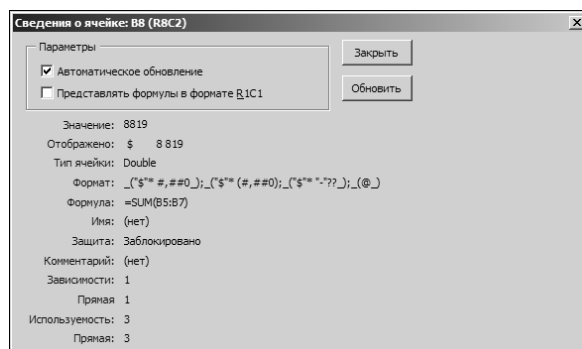 Сведения о ячейке: B8 (R8C2)
Параметры
Автоматическое обновление
Представлять формулы в формате R1C1
Закрыть
Обновить
Значение: 8819
Отображено: $ 8 819
Тип ячейки: Double
Формат: _("$"* #,##0_);_("$"* (#,##0);_("$"* "-"??_);_(@_)
Формула: =SUM(B5:B7)
Имя: (нет)
Защита: Заблокировано
Комментарий: (нет)
Зависимости: 1
Прямая 1
Используемость: 3
Прямая: 3